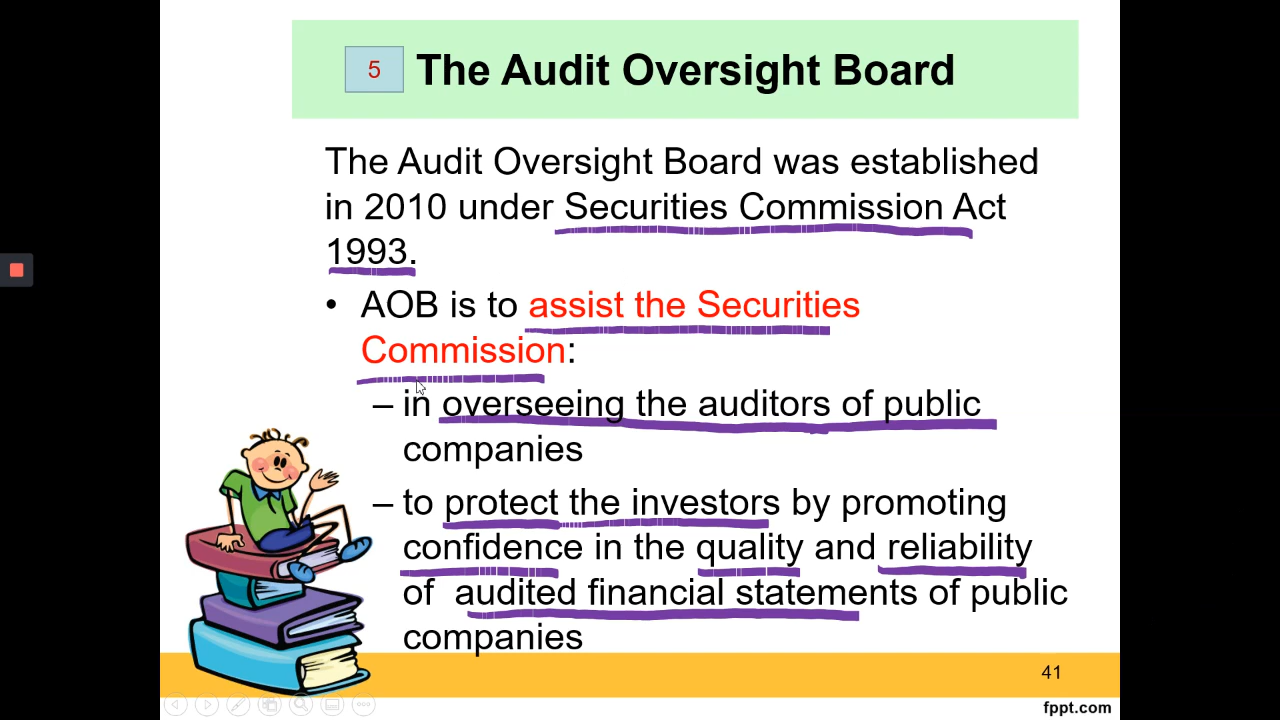 5 The Audit Oversight Board
The Audit Oversight Board was established
in 2010 under Securities Commission Act
1993.
• AOB is to assist the Securities
Commission:
– in overseeing the auditors of public
companies
– to protect the investors by promoting
confidence in the quality and reliability
of audited financial statements of public
companies
41
fppt.com